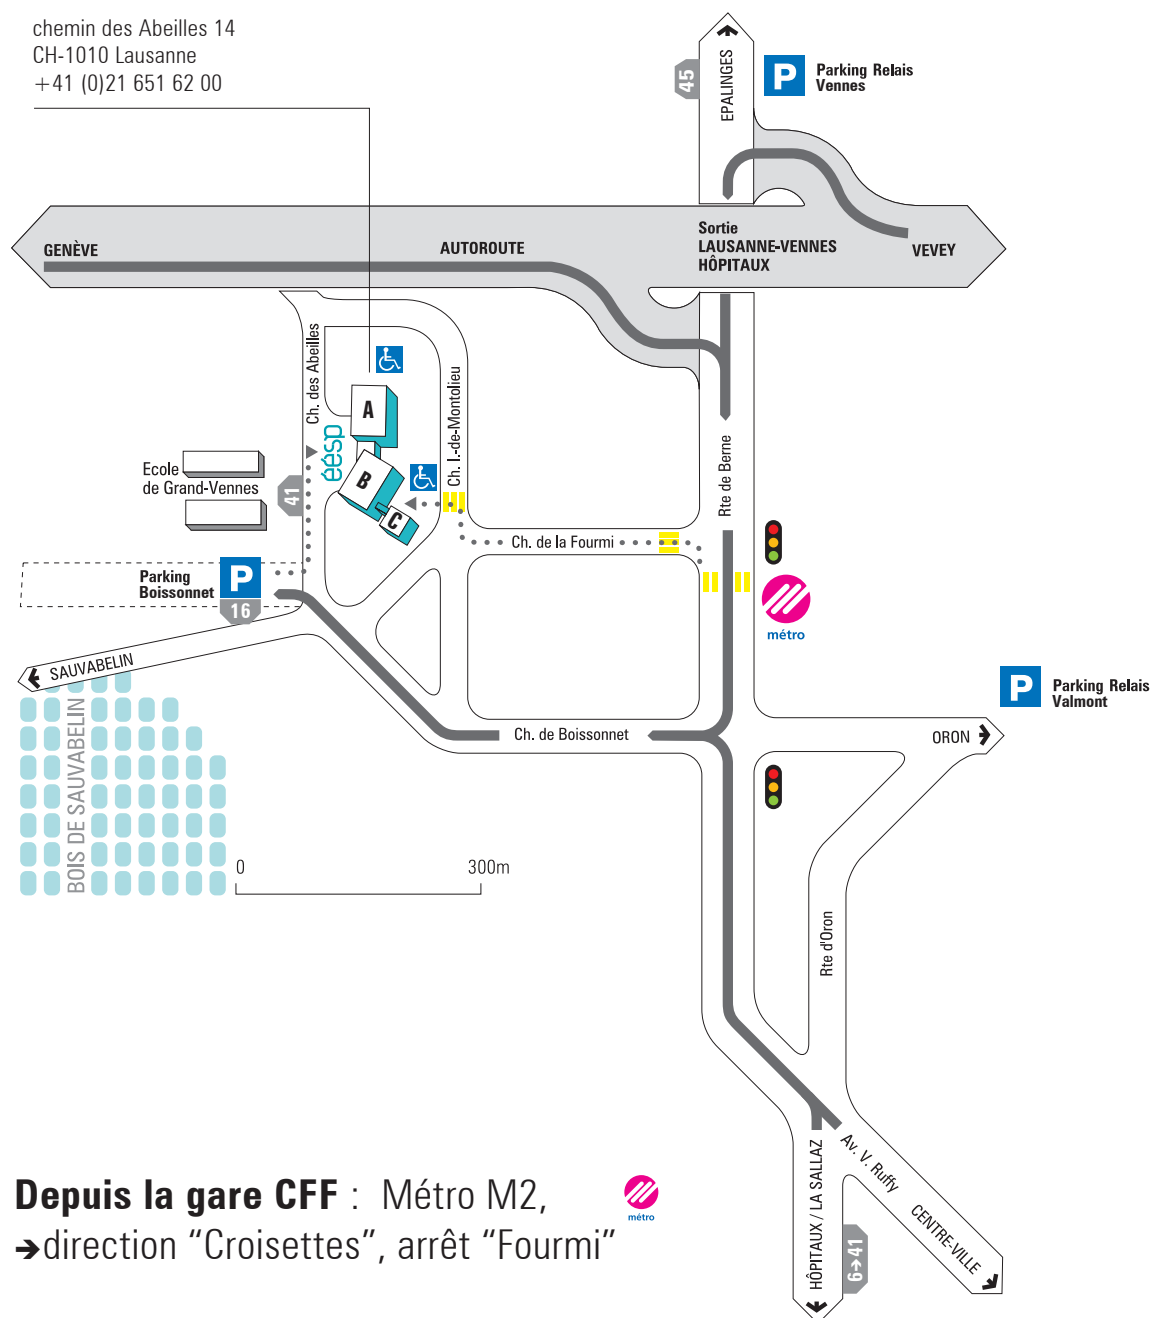 chemin des Abeilles 14
CH-1010 Lausanne
+41 (0)21 651 62 00
45
EPALINGES
P
Parking Relais
Vennes
GENÈVE
AUTOROUTE
Sortie
LAUSANNE-VENNES
HÔPITAUX
VEVEY
Ch. des Abeilles
A
éésp
B
C
Ch. I.-de-Montolieu
Rte de Berne
Ecole
de Grand-Vennes
41
Ch. de la Fourmi
Parking
Boissonnet
P
16
métro
SAUVABELIN
BOIS DE SAUVABELIN
P
Parking Relais
Valmont
Ch. de Boissonnet
ORON
0
300m
Rte d'Oron
Av. V. Ruffy
HÔPITAUX / LA SALLAZ
6→41
CENTRE-VILLE
Depuis la gare CFF : Métro M2,
métro
→direction “Croisettes”, arrêt “Fourmi”